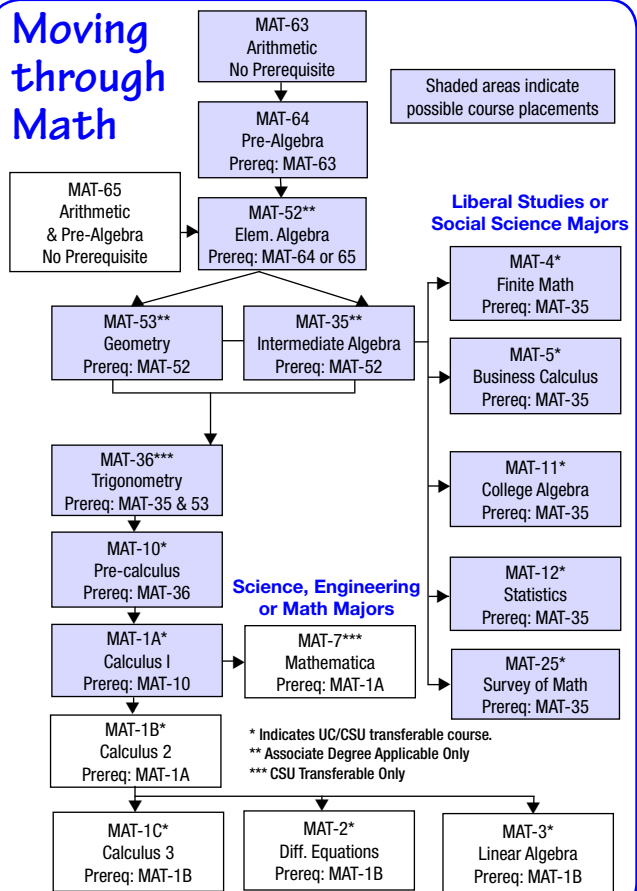 Moving
through
Math
MAT-63
Arithmetic
No Prerequisite
Shaded areas indicate
possible course placements
MAT-64
Pre-Algebra
Prereq: MAT-63
MAT-65
Arithmetic
& Pre-Algebra
No Prerequisite
MAT-52**
Elem. Algebra
Prereq: MAT-64 or 65
Liberal Studies or
Social Science Majors
MAT-4*
Finite Math
Prereq: MAT-35
MAT-53**
Geometry
Prereq: MAT-52
MAT-35**
Intermediate Algebra
Prereq: MAT-52
MAT-5*
Business Calculus
Prereq: MAT-35
MAT-36***
Trigonometry
Prereq: MAT-35 & 53
MAT-11*
College Algebra
Prereq: MAT-35
MAT-10*
Pre-calculus
Prereq: MAT-36
MAT-12*
Statistics
Prereq: MAT-35
Science, Engineering
or Math Majors
MAT-1A*
Calculus I
Prereq: MAT-10
MAT-7***
Mathematica
Prereq: MAT-1A
MAT-25*
Survey of Math
Prereq: MAT-35
MAT-1B*
Calculus 2
Prereq: MAT-1A
* Indicates UC/CSU transferable course.
** Associate Degree Applicable Only
*** CSU Transferable Only
MAT-1C*
Calculus 3
Prereq: MAT-1B
MAT-2*
Diff. Equations
Prereq: MAT-1B
MAT-3*
Linear Algebra
Prereq: MAT-1B